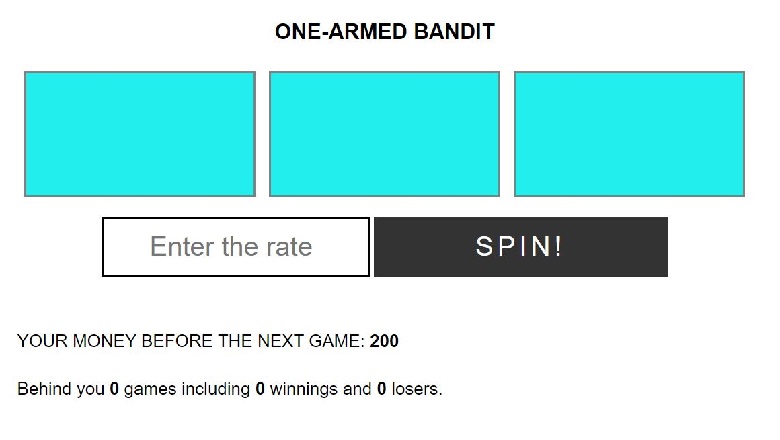 ONE-ARMED BANDIT
Enter the rate
SPIN!
YOUR MONEY BEFORE THE NEXT GAME: 200
Behind you 0 games including 0 winnings and 0 losers.